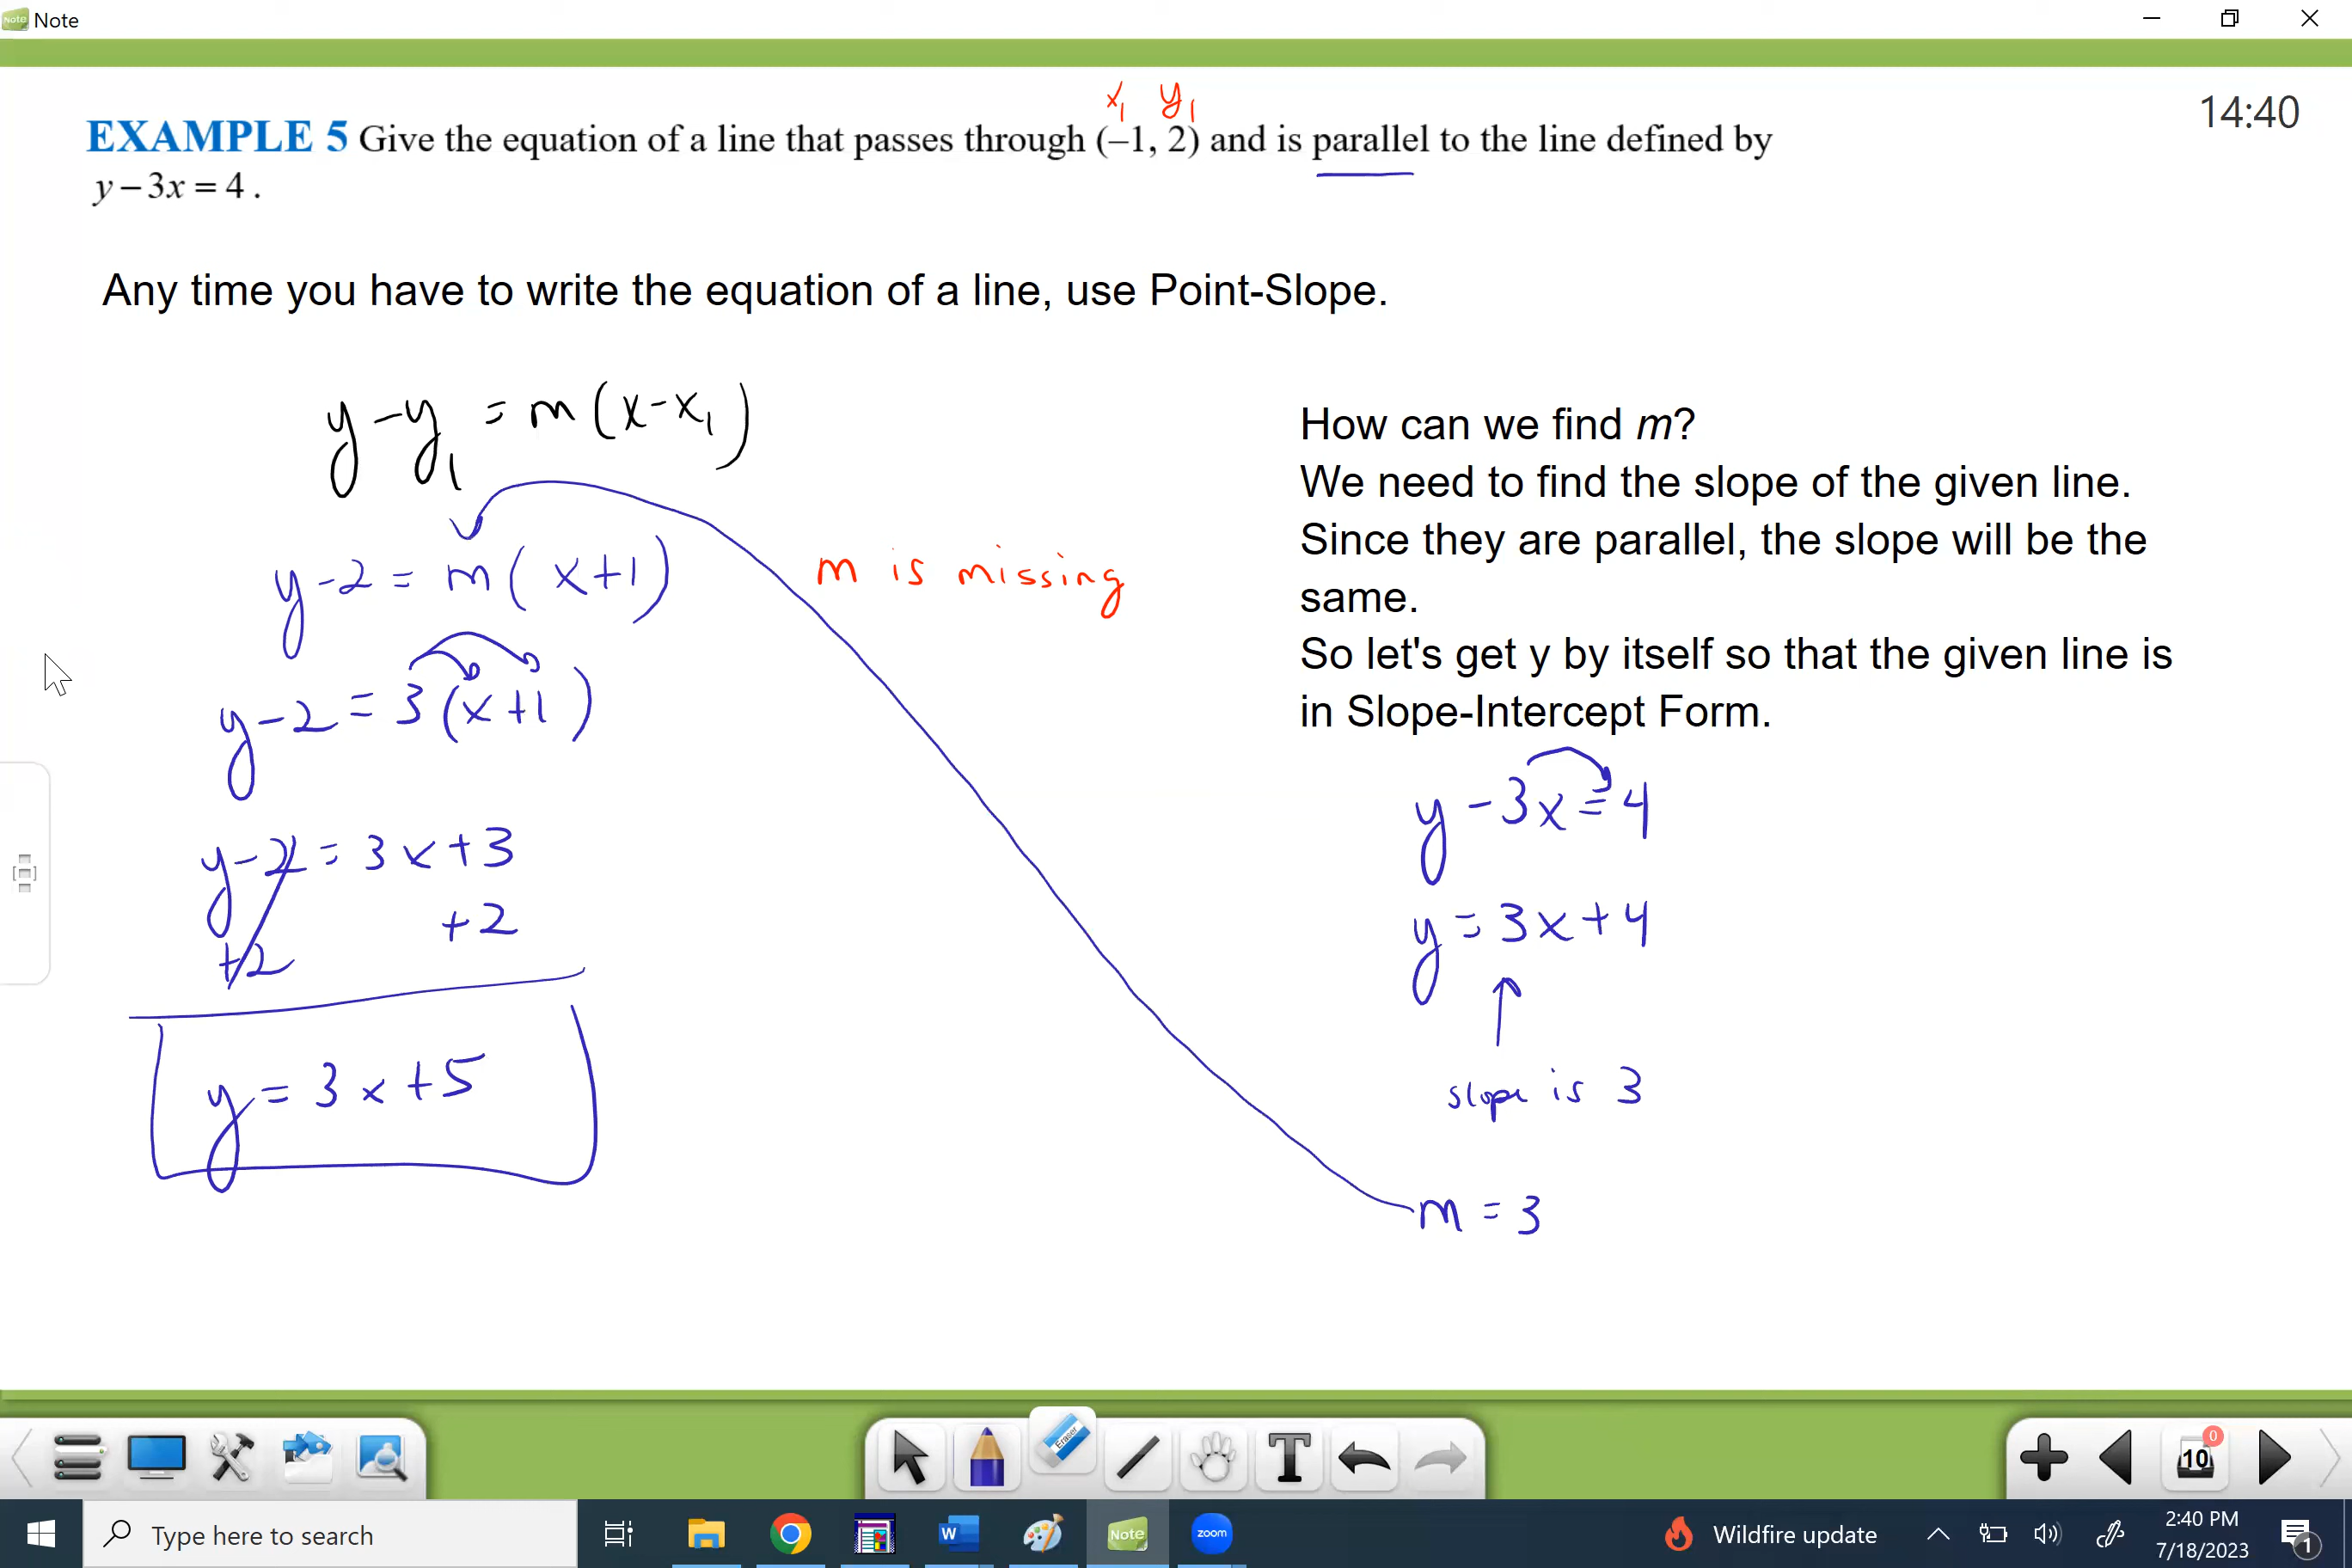 Note
14:40
x₁ y₁
EXAMPLE 5 Give the equation of a line that passes through (–1, 2) and is parallel to the line defined by
y – 3x = 4 .
Any time you have to write the equation of a line, use Point-Slope.
y - y₁ = m(x - x₁)
y - 2 = m(x+1)
m is missing
y - 2 = 3(x+1)
y - 2 = 3x + 3
+2 +2
y = 3x + 5
How can we find m?
We need to find the slope of the given line.
Since they are parallel, the slope will be the
same.
So let's get y by itself so that the given line is
in Slope-Intercept Form.
y - 3x = 4
y = 3x + 4
slope is 3
m = 3
Eraser
T
10
0
Type here to search
W
Note
zoom
Wildfire update
2:40 PM
7/18/2023
1